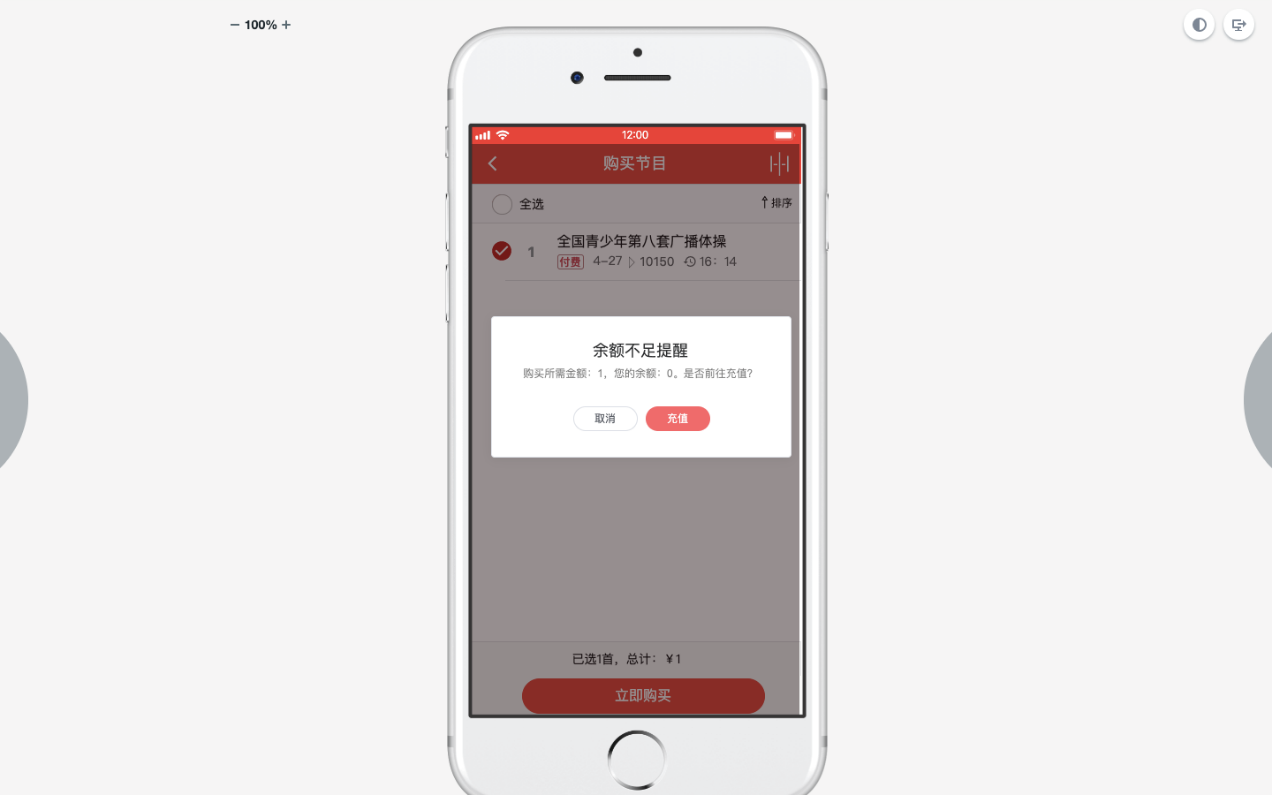 − 100% +
12:00
购买节目
全选
排序
1
全国青少年第八套广播体操
付费 4-27 10150 16：14
余额不足提醒
购买所需金额：1，您的余额：0。是否前往充值？
取消
充值
已选1首，总计：￥1
立即购买